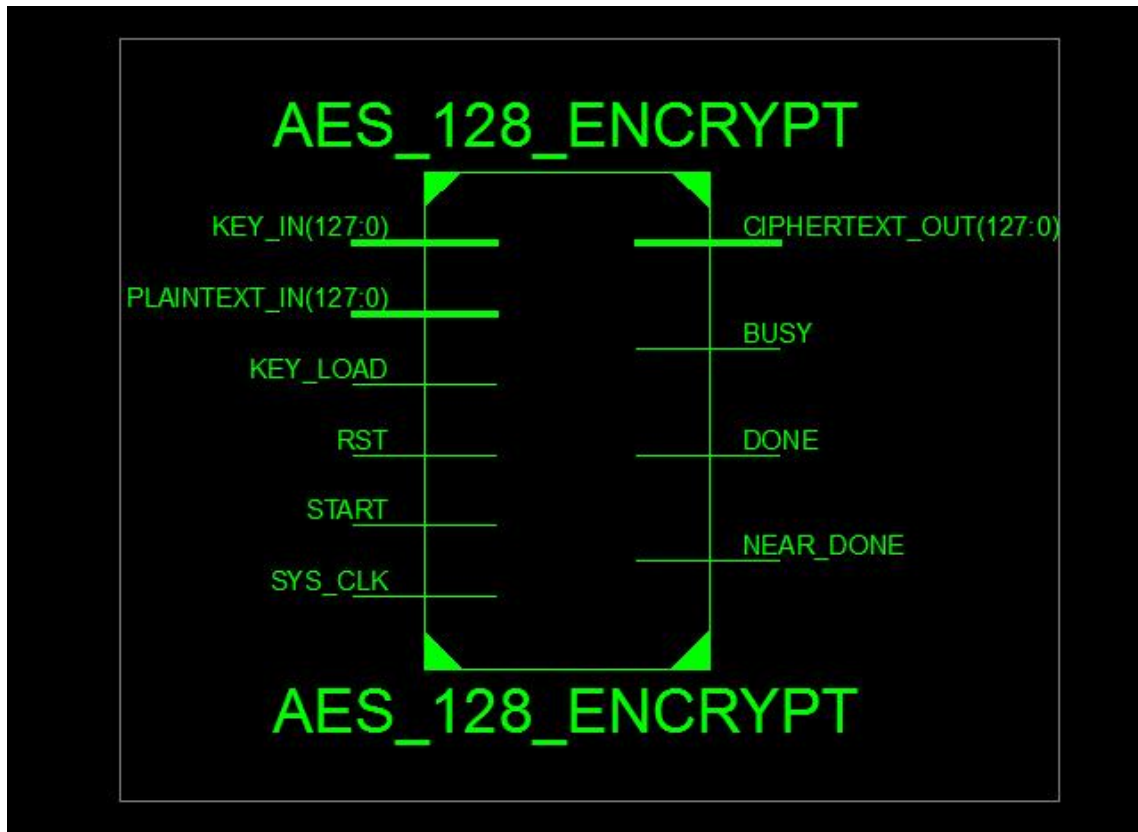 AES_128_ENCRYPT
KEY_IN(127:0)
PLAINTEXT_IN(127:0)
KEY_LOAD
RST
START
SYS_CLK
CIPHERTEXT_OUT(127:0)
BUSY
DONE
NEAR_DONE
AES_128_ENCRYPT